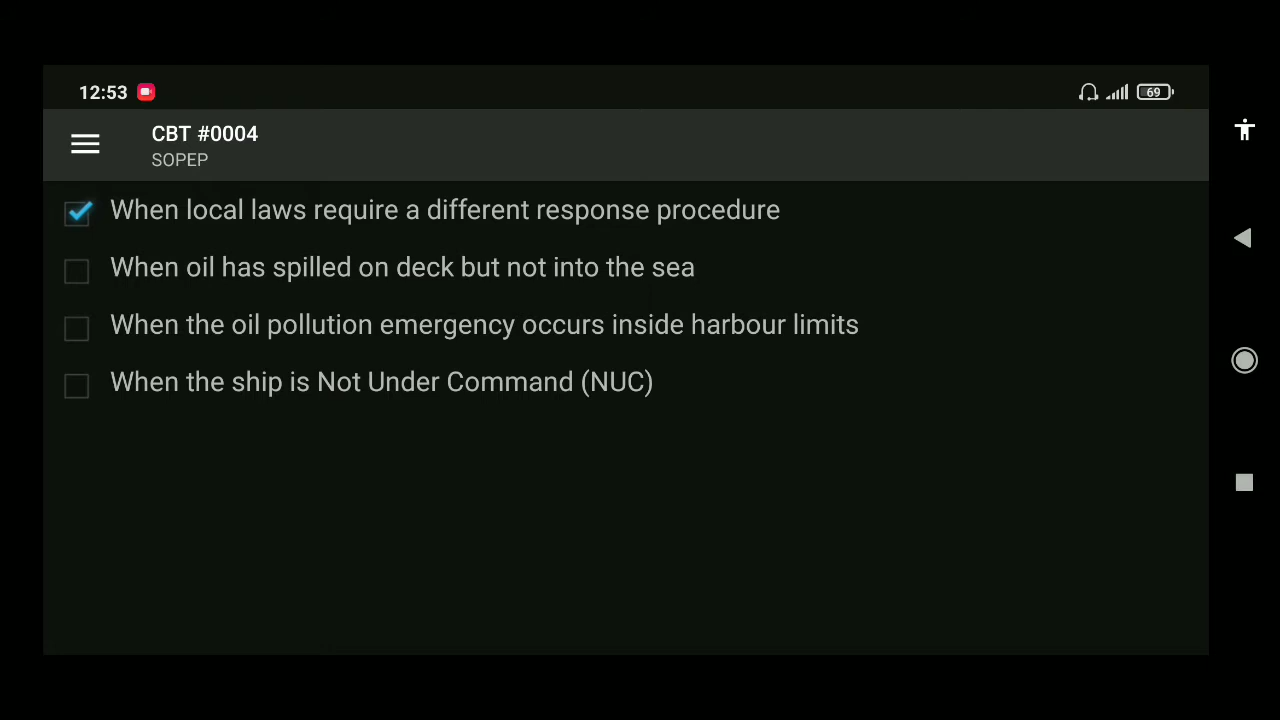 12:53
69
CBT #0004
SOPEP
When local laws require a different response procedure
When oil has spilled on deck but not into the sea
When the oil pollution emergency occurs inside harbour limits
When the ship is Not Under Command (NUC)